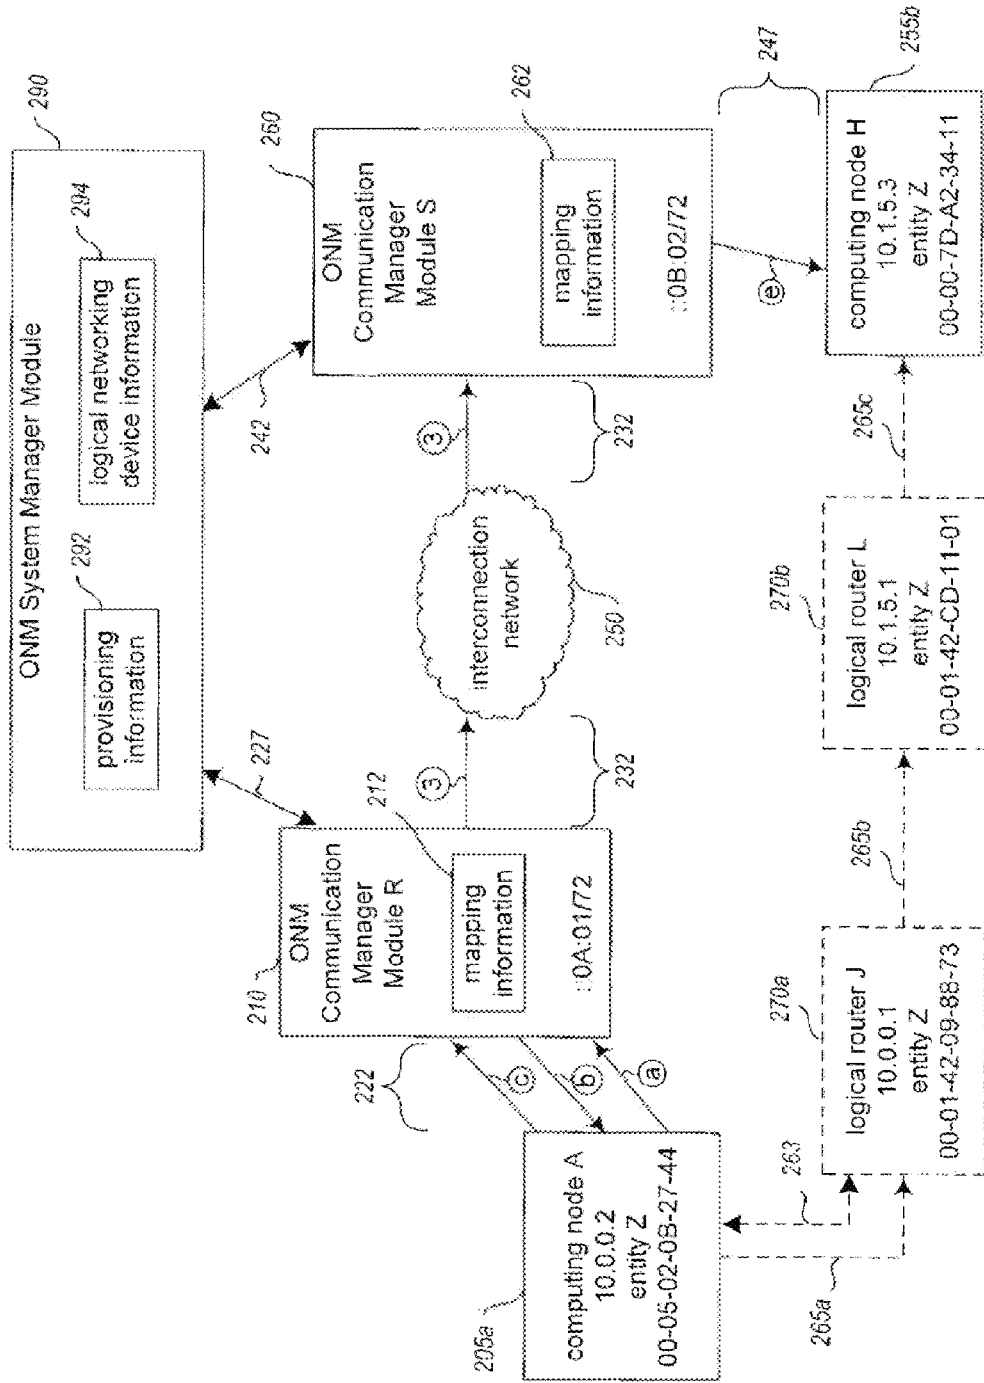 290
ONM System Manager Module
292
provisioning
information
294
logical networking
device information
227
242
210
ONM
Communication
Manager
Module R
212
mapping
information
::0A:01/72
232
3
Interconnection
network
250
3
232
260
ONM
Communication
Manager
Module S
262
mapping
information
::0B:02/72
222
c
b
a
e
247
205a
computing node A
10.0.0.2
entity Z
00-05-02-0B-27-44
263
265a
270a
logical router J
10.0.0.1
entity Z
00-01-42-09-88-73
265b
270b
logical router L
10.1.5.1
entity Z
00-01-42-CD-11-01
265c
255b
computing node H
10.1.5.3
entity Z
00-00-7D-A2-34-11